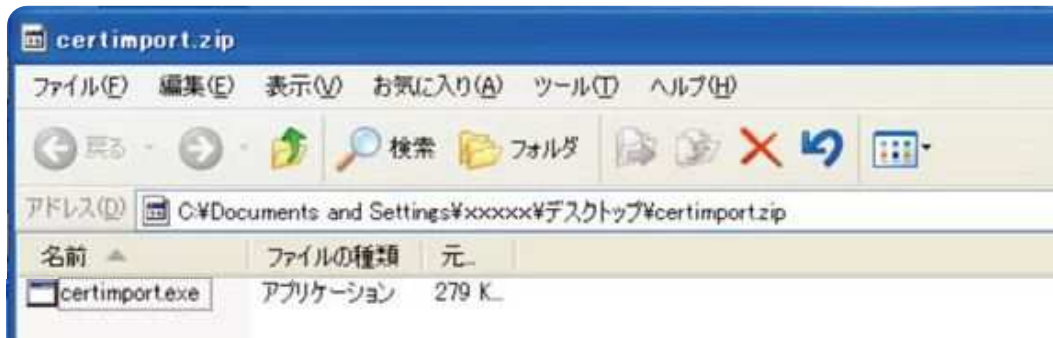 certimport.zip
ファイル(F) 編集(E) 表示(V) お気に入り(A) ツール(T) ヘルプ(H)
戻る 検索 フォルダ
アドレス(D) C:¥Documents and Settings¥xxxxx¥デスクトップ¥certimport.zip
名前 ファイルの種類 元...
certimport.exe アプリケーション 279 K...